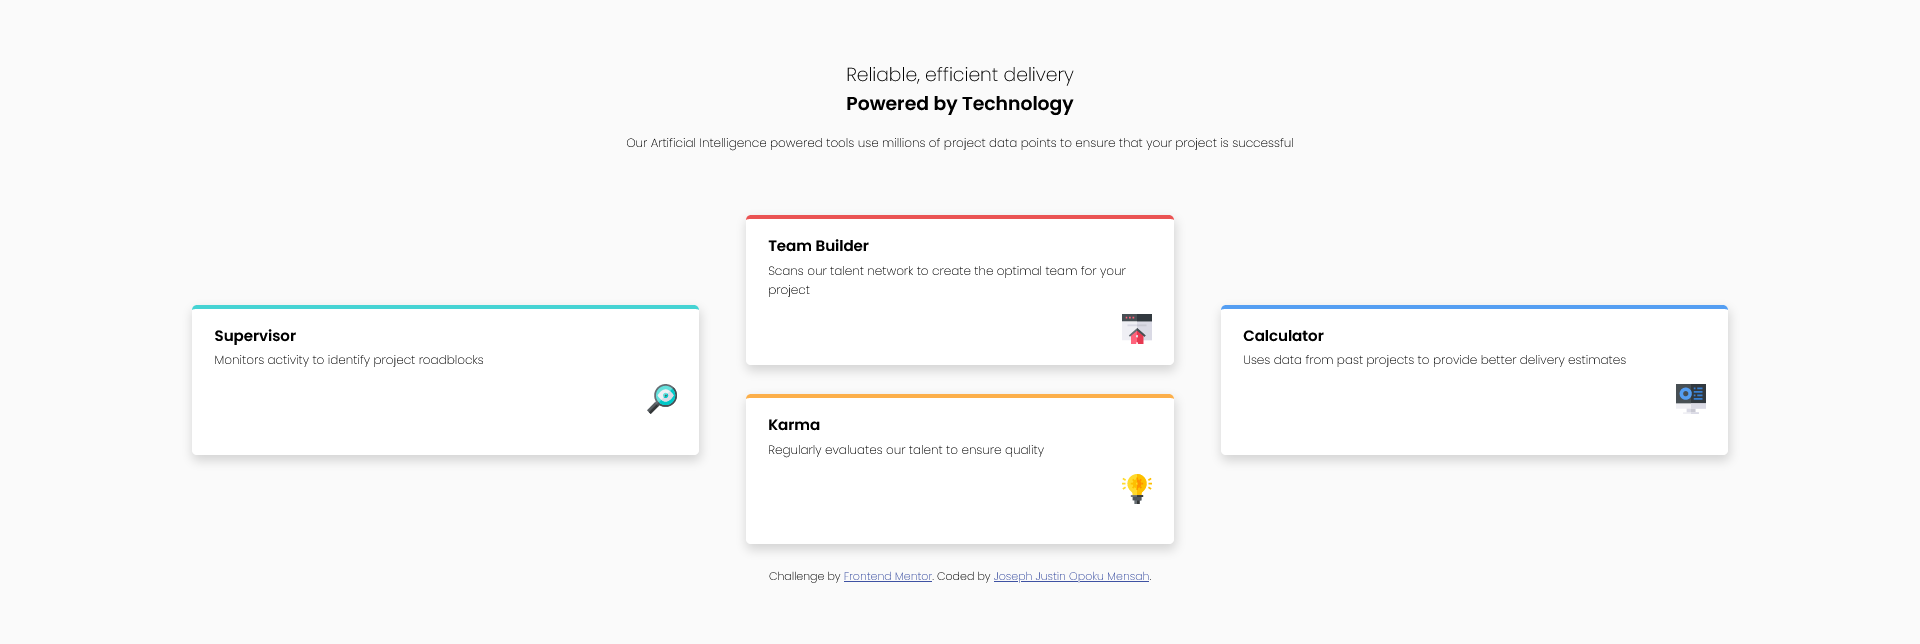 Reliable, efficient delivery
Powered by Technology
Our Artificial Intelligence powered tools use millions of project data points to ensure that your project is successful
Supervisor
Monitors activity to identify project roadblocks
Team Builder
Scans our talent network to create the optimal team for your
project
Karma
Regularly evaluates our talent to ensure quality
Calculator
Uses data from past projects to provide better delivery estimates
Challenge by Frontend Mentor. Coded by Joseph Justin Opoku Mensah.